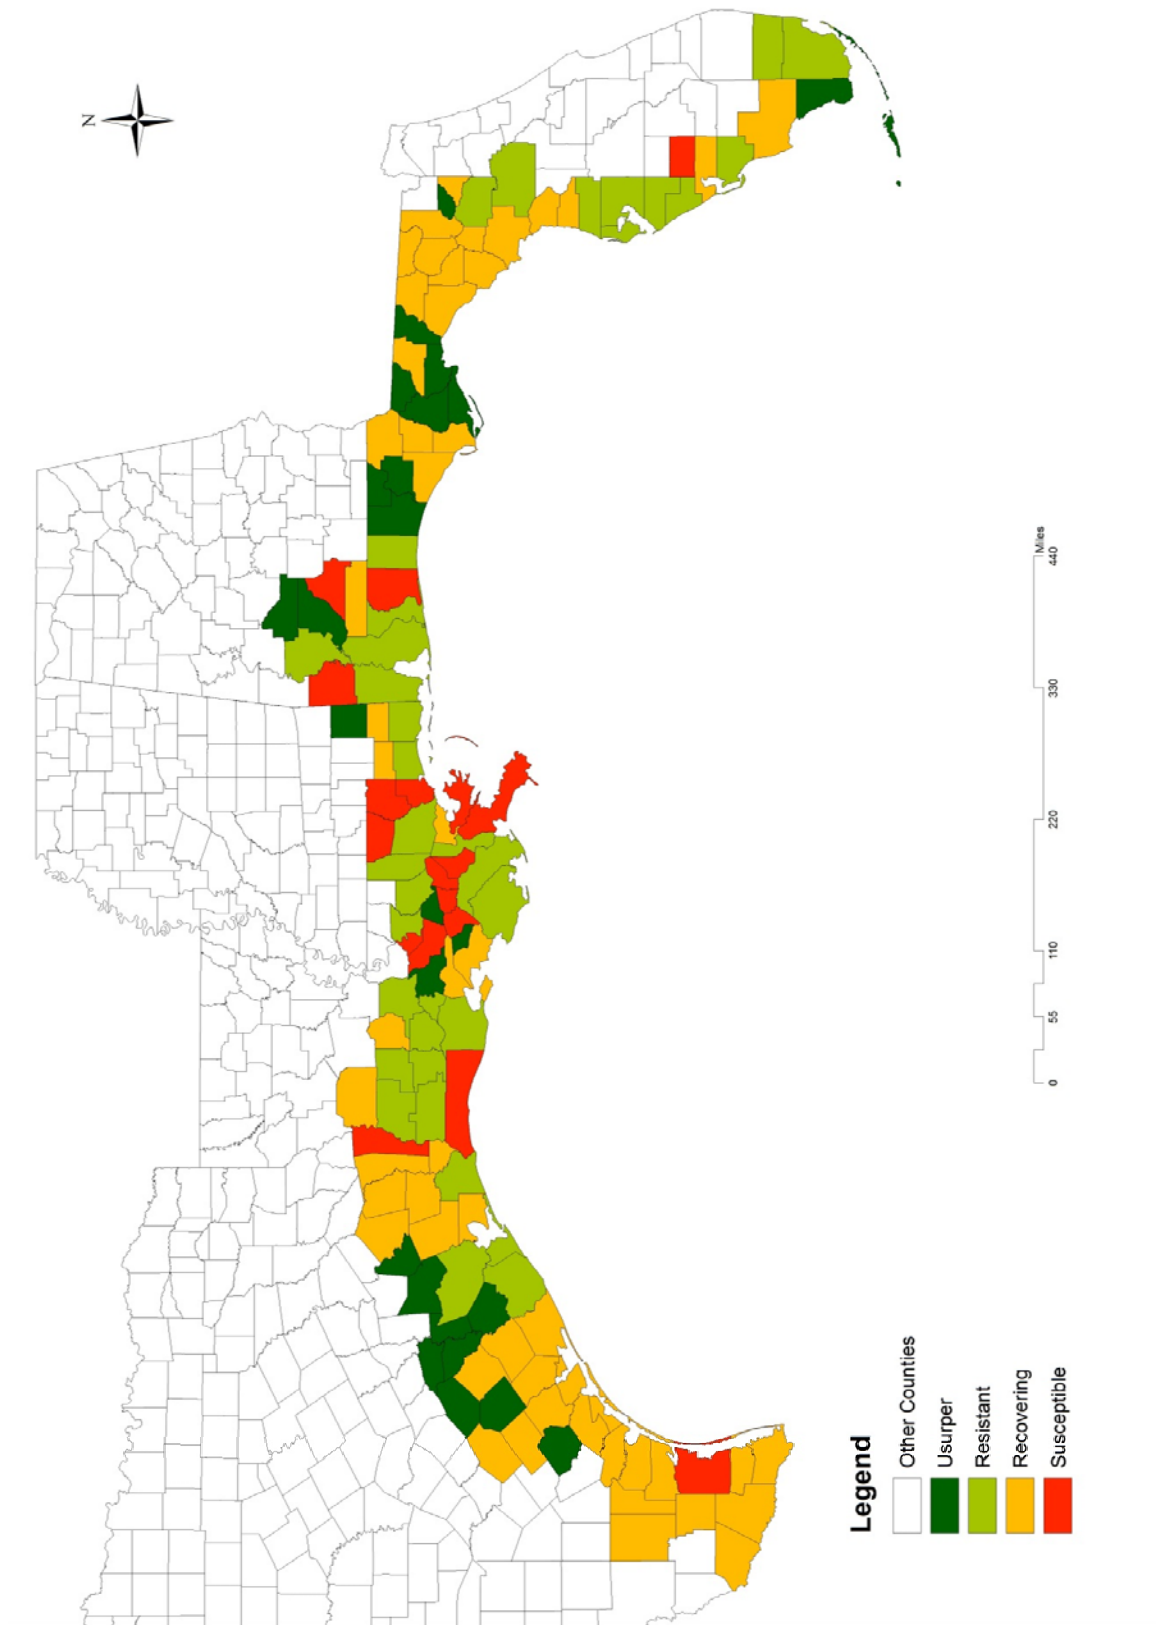 N
Miles
0 55 110 220 330 440
Legend
Other Counties
Usurper
Resistant
Recovering
Susceptible